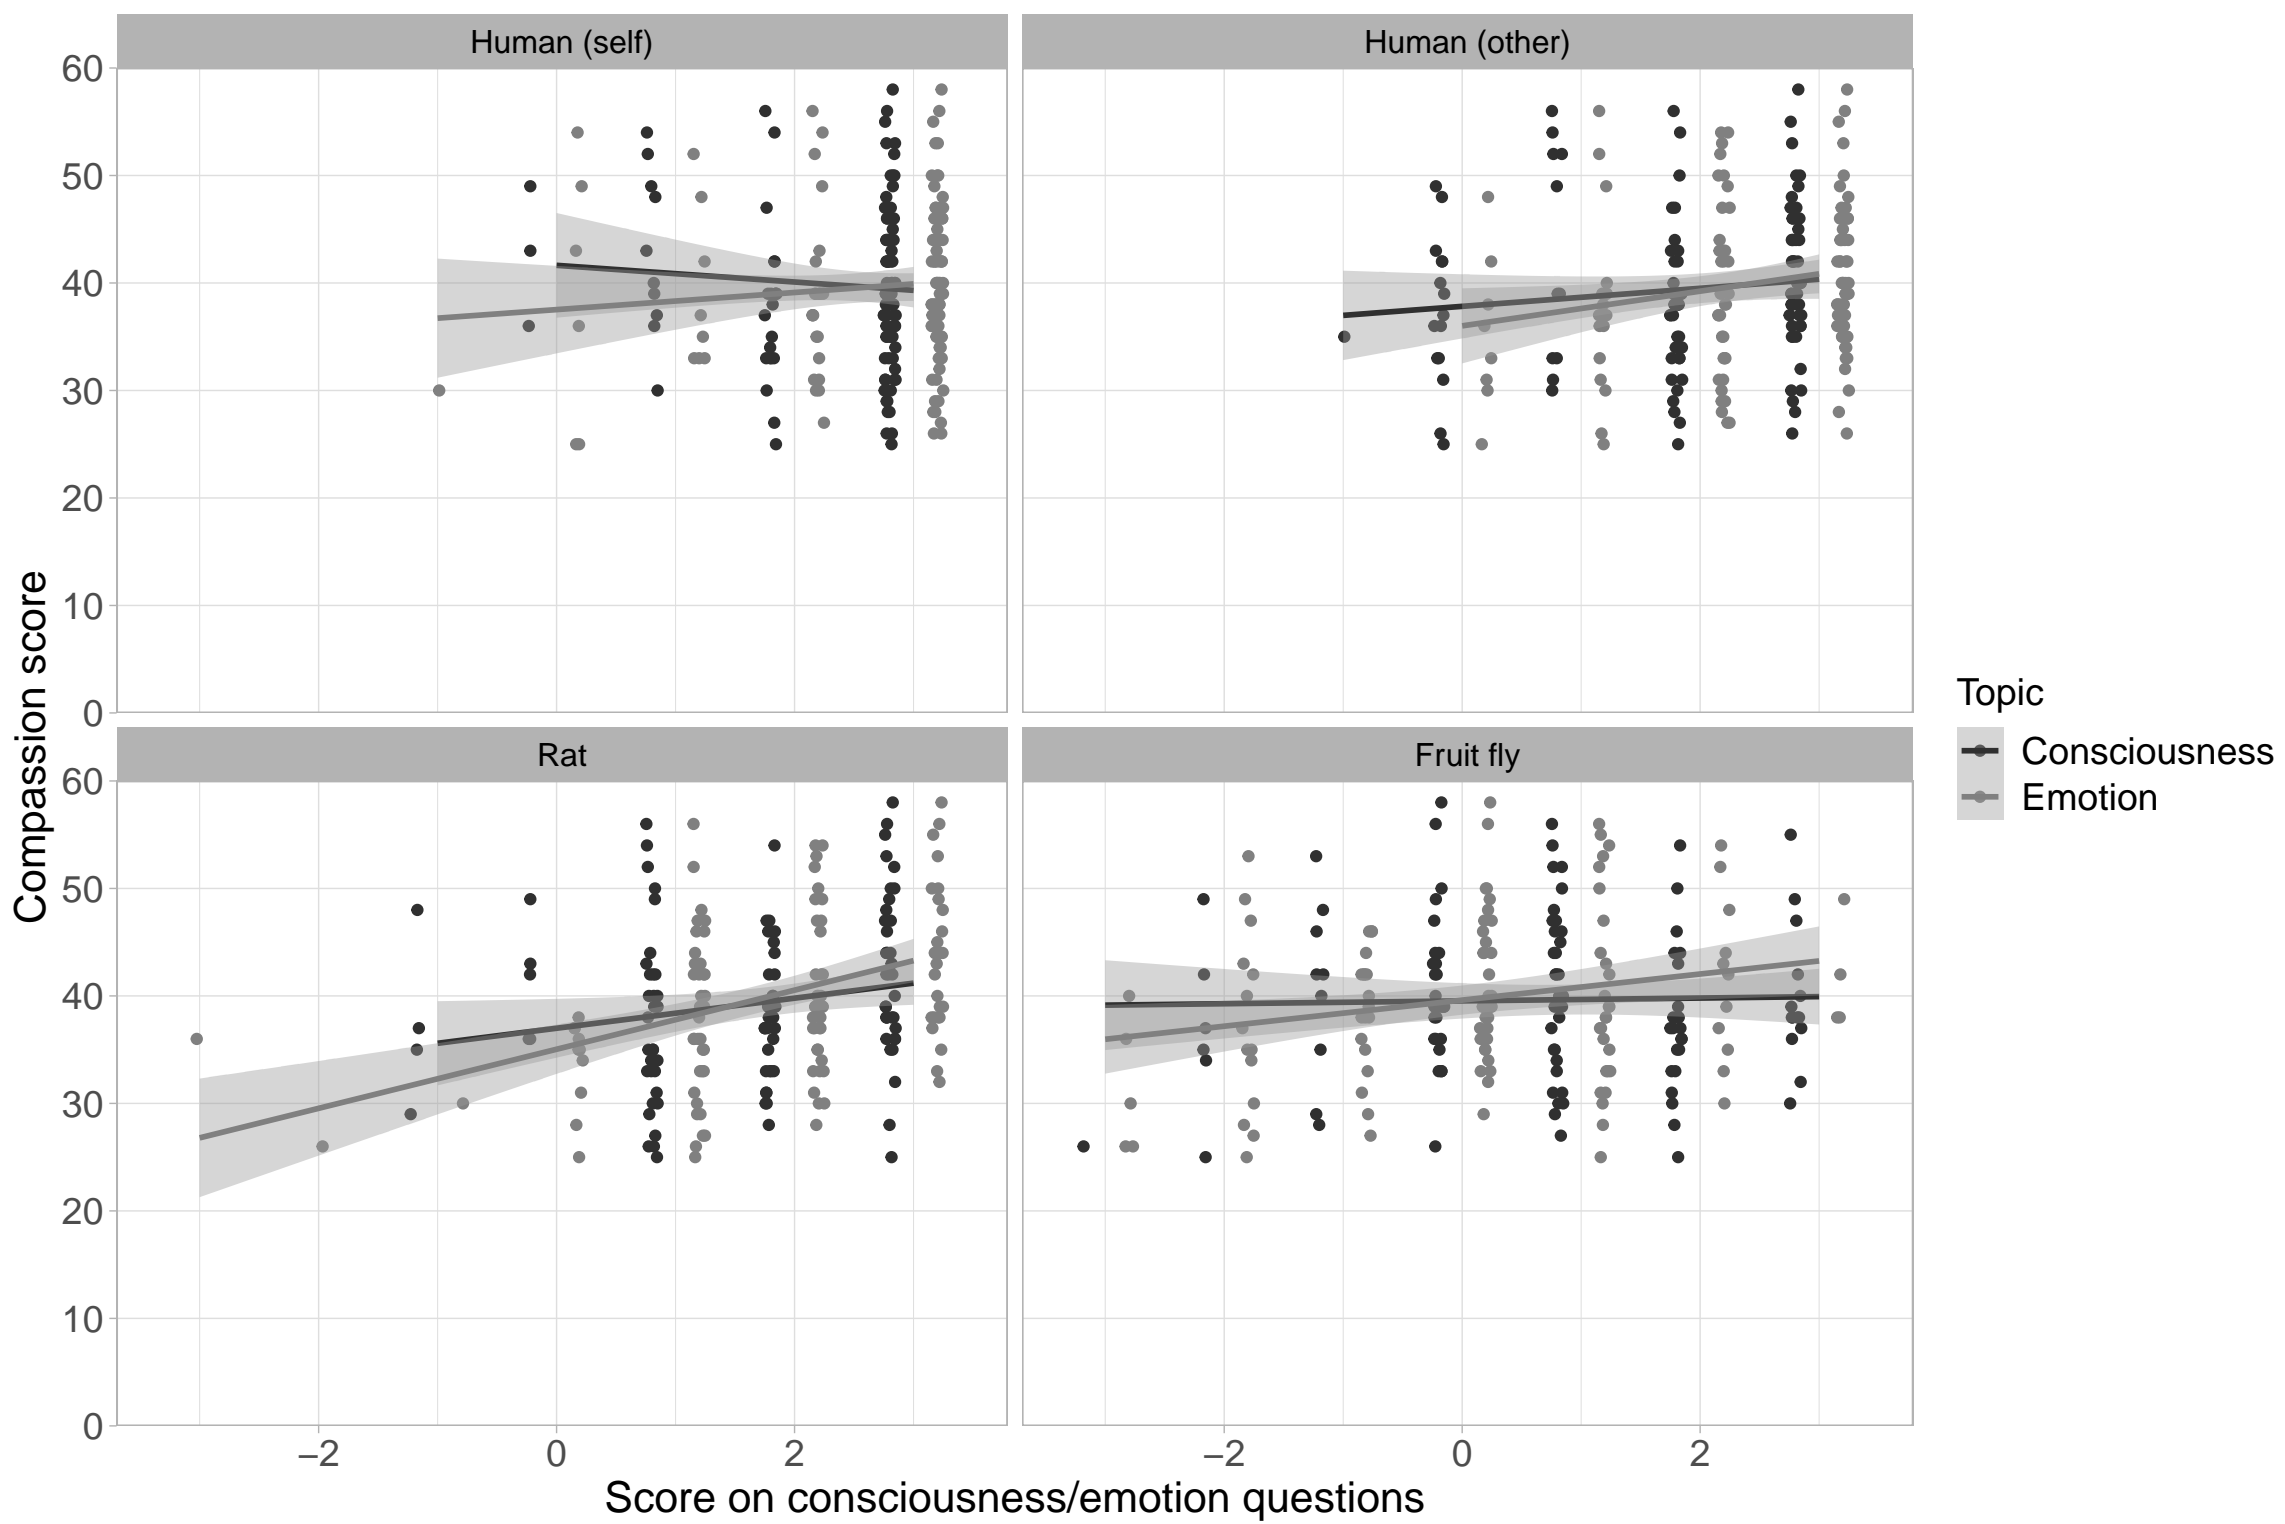 Human (self)
Human (other)
60
50
40
30
20
10
0
Rat
Fruit fly
60
50
40
30
20
10
0
–2
0
2
–2
0
2
Score on consciousness/emotion questions
Compassion score
Topic
Consciousness
Emotion